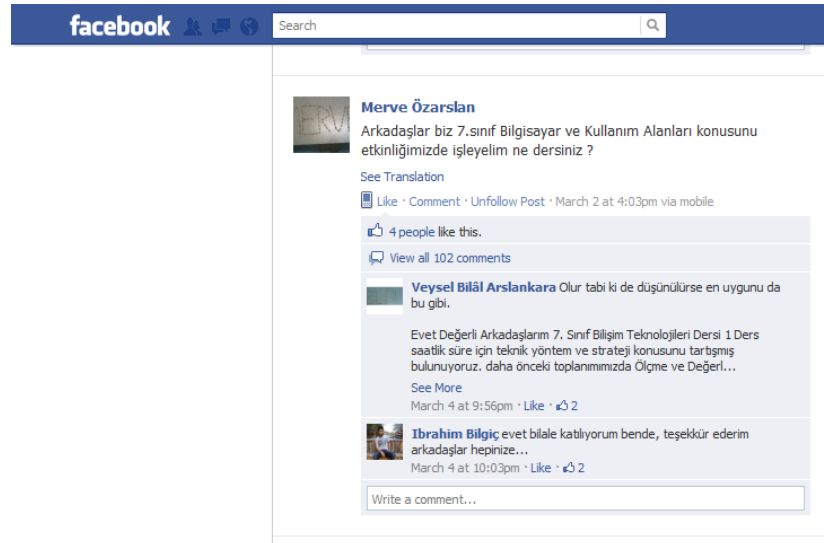 facebook
Search
MERV
Merve Özarslan
Arkadaşlar biz 7.sınıf Bilgisayar ve Kullanım Alanları konusunu
etkinliğimizde işleyelim ne dersiniz ?
See Translation
Like · Comment · Unfollow Post · March 2 at 4:03pm via mobile
4 people like this.
View all 102 comments
Veysel Bilâl Arslankara Olur tabi ki de düşünülürse en uygunu da
bu gibi.
Evet Değerli Arkadaşlarım 7. Sınıf Bilişim Teknolojileri Dersi 1 Ders
saatlik süre için teknik yöntem ve strateji konusunu tartışmış
bulunuyoruz. daha önceki toplanımımızda Ölçme ve Değerl...
See More
March 4 at 9:56pm · Like · 2
Ibrahim Bilgiç evet bilale katılıyorum bende, teşekkür ederim
arkadaşlar hepinize...
March 4 at 10:03pm · Like · 2
Write a comment...